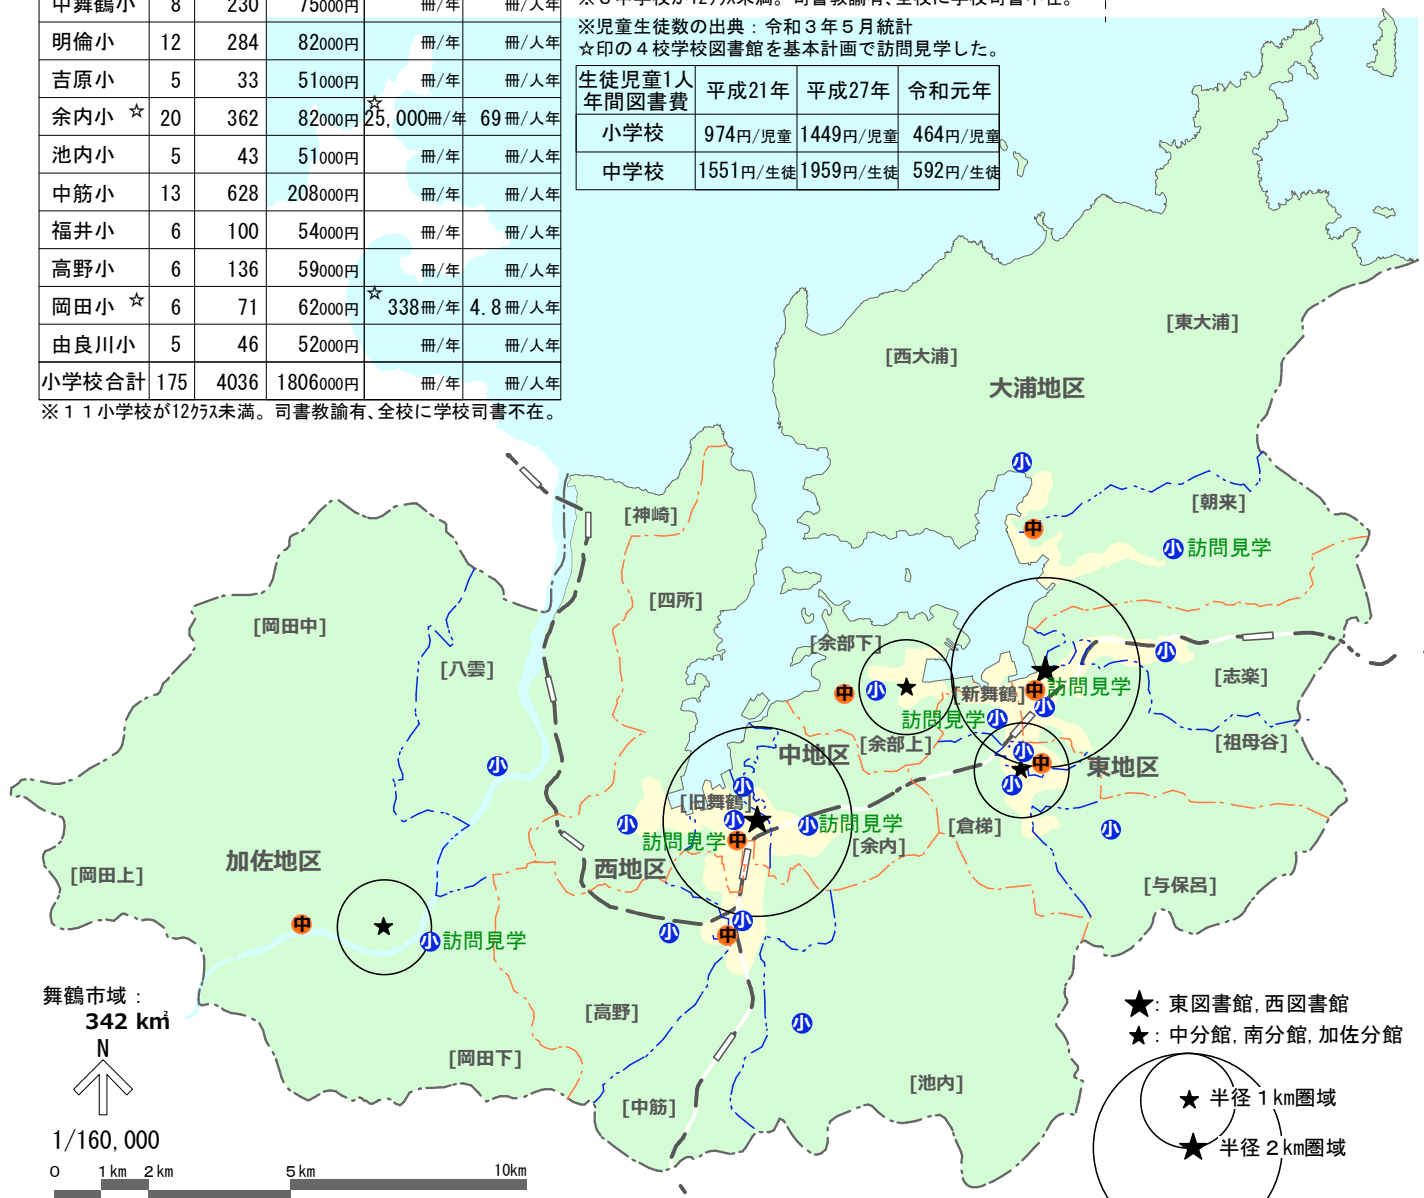 中舞鶴小 8 230 75000円 冊/年 冊/人年
明倫小 12 284 82000円 冊/年 冊/人年
吉原小 5 33 51000円 冊/年 冊/人年
余内小 ☆ 20 362 82000円 ☆25,000冊/年 69冊/人年
池内小 5 43 51000円 冊/年 冊/人年
中筋小 13 628 208000円 冊/年 冊/人年
福井小 6 100 54000円 冊/年 冊/人年
高野小 6 136 59000円 冊/年 冊/人年
岡田小 ☆ 6 71 62000円 ☆338冊/年 4.8冊/人年
由良川小 5 46 52000円 冊/年 冊/人年
小学校合計 175 4036 1806000円 冊/年 冊/人年
※11小学校が12クラス未満。司書教諭有、全校に学校司書不在。
※児童生徒数の出典：令和3年5月統計
☆印の4校学校図書館を基本計画で訪問見学した。
生徒児童1人
年間図書費 平成21年 平成27年 令和元年
小学校 974円/児童 1449円/児童 464円/児童
中学校 1551円/生徒 1959円/生徒 592円/生徒
[東大浦]
[西大浦]
大浦地区
小
[朝来]
中
小 訪問見学
[神崎]
[四所]
[岡田中]
[八雲]
[余部下]
小
[志楽]
中 小
[新舞鶴]
中 訪問見学
小
訪問見学 小
[余部上]
[祖母谷]
中地区
小
中
東地区
小
小
小
[旧舞鶴]
小
小
小 訪問見学
訪問見学
中
[倉梯]
小
[余内]
西地区
加佐地区
[岡田上]
[与保呂]
中
小 訪問見学
小
小
中
[高野]
小
[岡田下]
[池内]
[中筋]
舞鶴市域：
342 k㎡
N
1/160,000
0 1km 2km 5km 10km
★：東図書館,西図書館
★：中分館,南分館,加佐分館
★ 半径1km圏域
★ 半径2km圏域